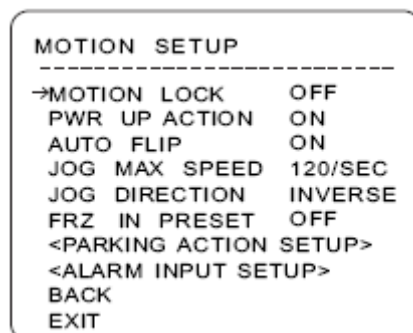 MOTION SETUP
→MOTION LOCK OFF
PWR UP ACTION ON
AUTO FLIP ON
JOG MAX SPEED 120/SEC
JOG DIRECTION INVERSE
FRZ IN PRESET OFF
<PARKING ACTION SETUP>
<ALARM INPUT SETUP>
BACK
EXIT